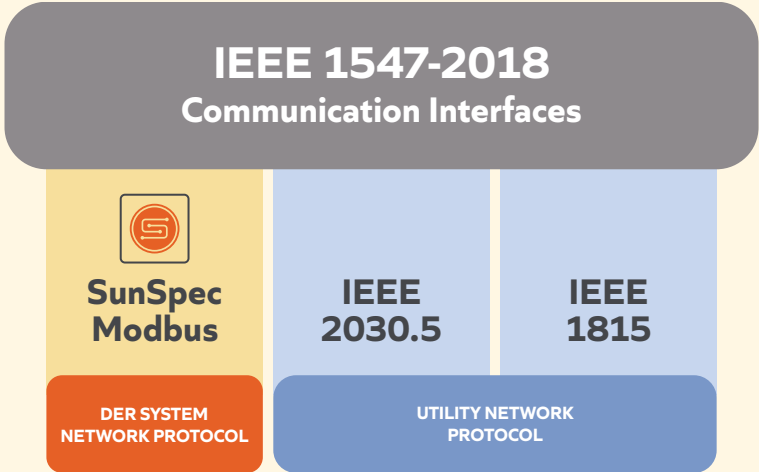 IEEE 1547-2018
Communication Interfaces
SunSpec
Modbus
IEEE
2030.5
IEEE
1815
DER SYSTEM
NETWORK PROTOCOL
UTILITY NETWORK
PROTOCOL